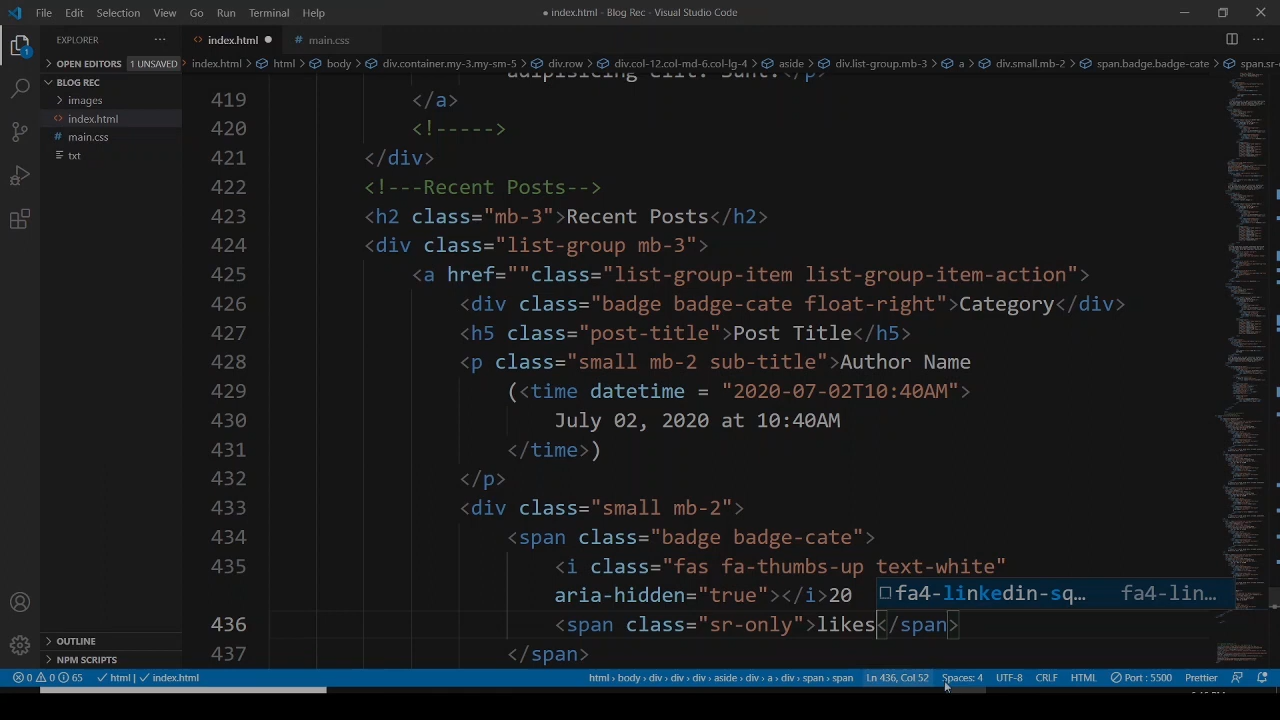 File Edit Selection View Go Run Terminal Help
● index.html - Blog Rec - Visual Studio Code
EXPLORER
index.html
main.css
OPEN EDITORS 1 UNSAVED
index.html > html > body > div.container.my-3.my-sm-5 > div.row > div.col-12.col-md-6.col-lg-4 > aside > div.list-group.mb-3 > a > div.small.mb-2 > span.badge.badge-cate > span.sr-o
BLOG REC
images
index.html
main.css
txt
1
adipisicing elit. Sunt.</p>
419 </a>
420 <!----->
421 </div>
422 <!---Recent Posts-->
423 <h2 class="mb-3">Recent Posts</h2>
424 <div class="list-group mb-3">
425 <a href=""class="list-group-item list-group-item-action">
426 <div class="badge badge-cate float-right">Category</div>
427 <h5 class="post-title">Post Title</h5>
428 <p class="small mb-2 sub-title">Author Name
429 (<time datetime = "2020-07-02T10:40AM">
430 July 02, 2020 at 10:40AM
431 </time>)
432 </p>
433 <div class="small mb-2">
434 <span class="badge badge-cate">
435 <i class="fas fa-thumbs-up text-white"
aria-hidden="true"></i>20
fa4-linkedin-sq... fa4-lin...
436 <span class="sr-only">likes</span>
437 </span>
OUTLINE
NPM SCRIPTS
0 0 65 html | index.html
html > body > div > div > div > aside > div > a > div > span > span
Ln 436, Col 52 Spaces: 4 UTF-8 CRLF HTML Port : 5500 Prettier